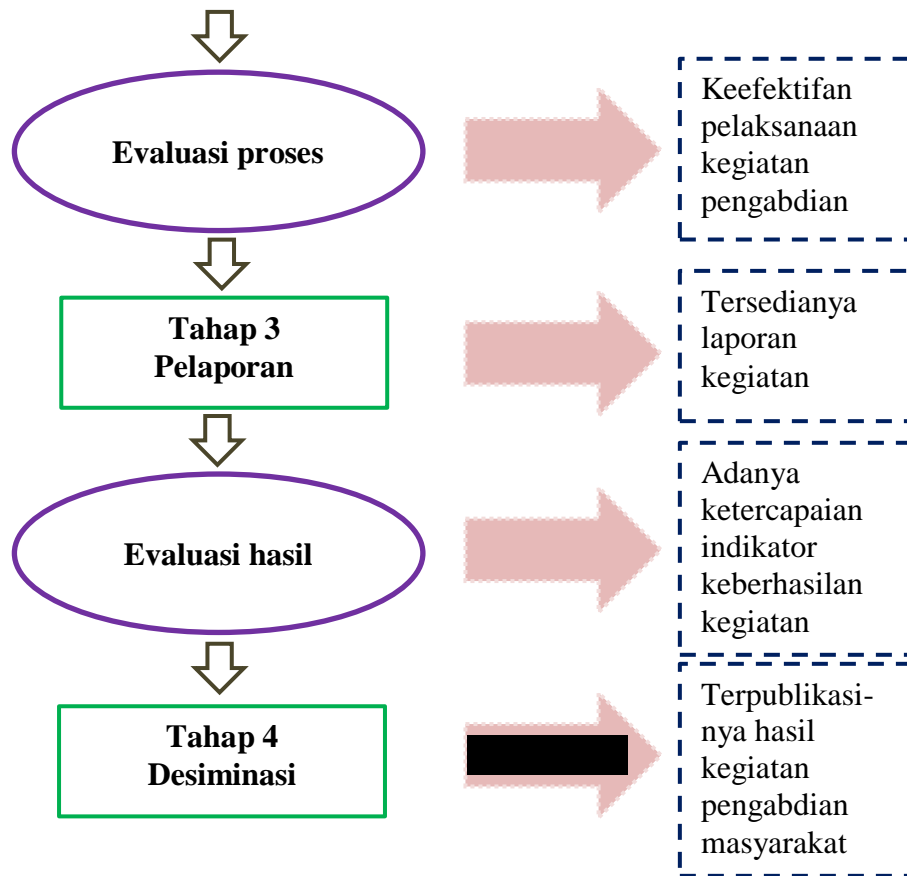 Evaluasi proses
Keefektifan
pelaksanaan
kegiatan
pengabdian
Tahap 3
Pelaporan
Tersedianya
laporan
kegiatan
Evaluasi hasil
Adanya
ketercapaian
indikator
keberhasilan
kegiatan
Tahap 4
Desiminasi
Terpublikasi-
nya hasil
kegiatan
pengabdian
masyarakat